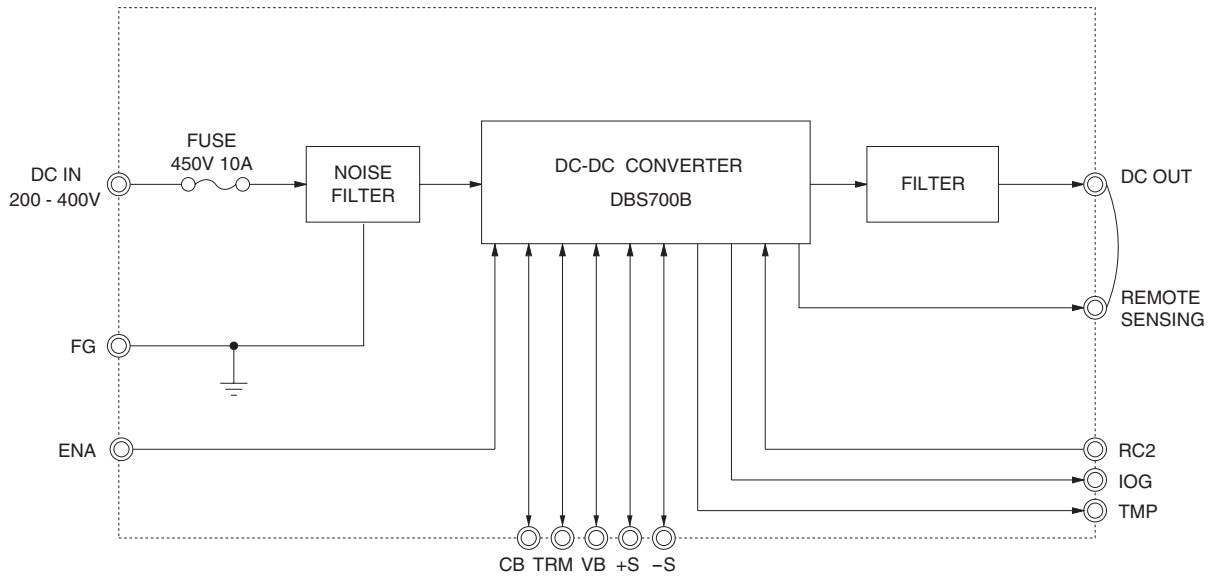 FUSE
450V 10A
DC IN
200 - 400V
NOISE
FILTER
DC-DC CONVERTER
DBS700B
FILTER
DC OUT
REMOTE
SENSING
FG
ENA
RC2
IOG
TMP
CB TRM VB +S −S